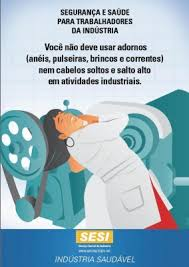 SEGURANÇA E SAÚDE
PARA TRABALHADORES
DA INDÚSTRIA
Você não deve usar adornos
(anéis, pulseiras, brincos e correntes)
nem cabelos soltos e salto alto
em atividades industriais.
SESI
INDÚSTRIA SAUDÁVEL